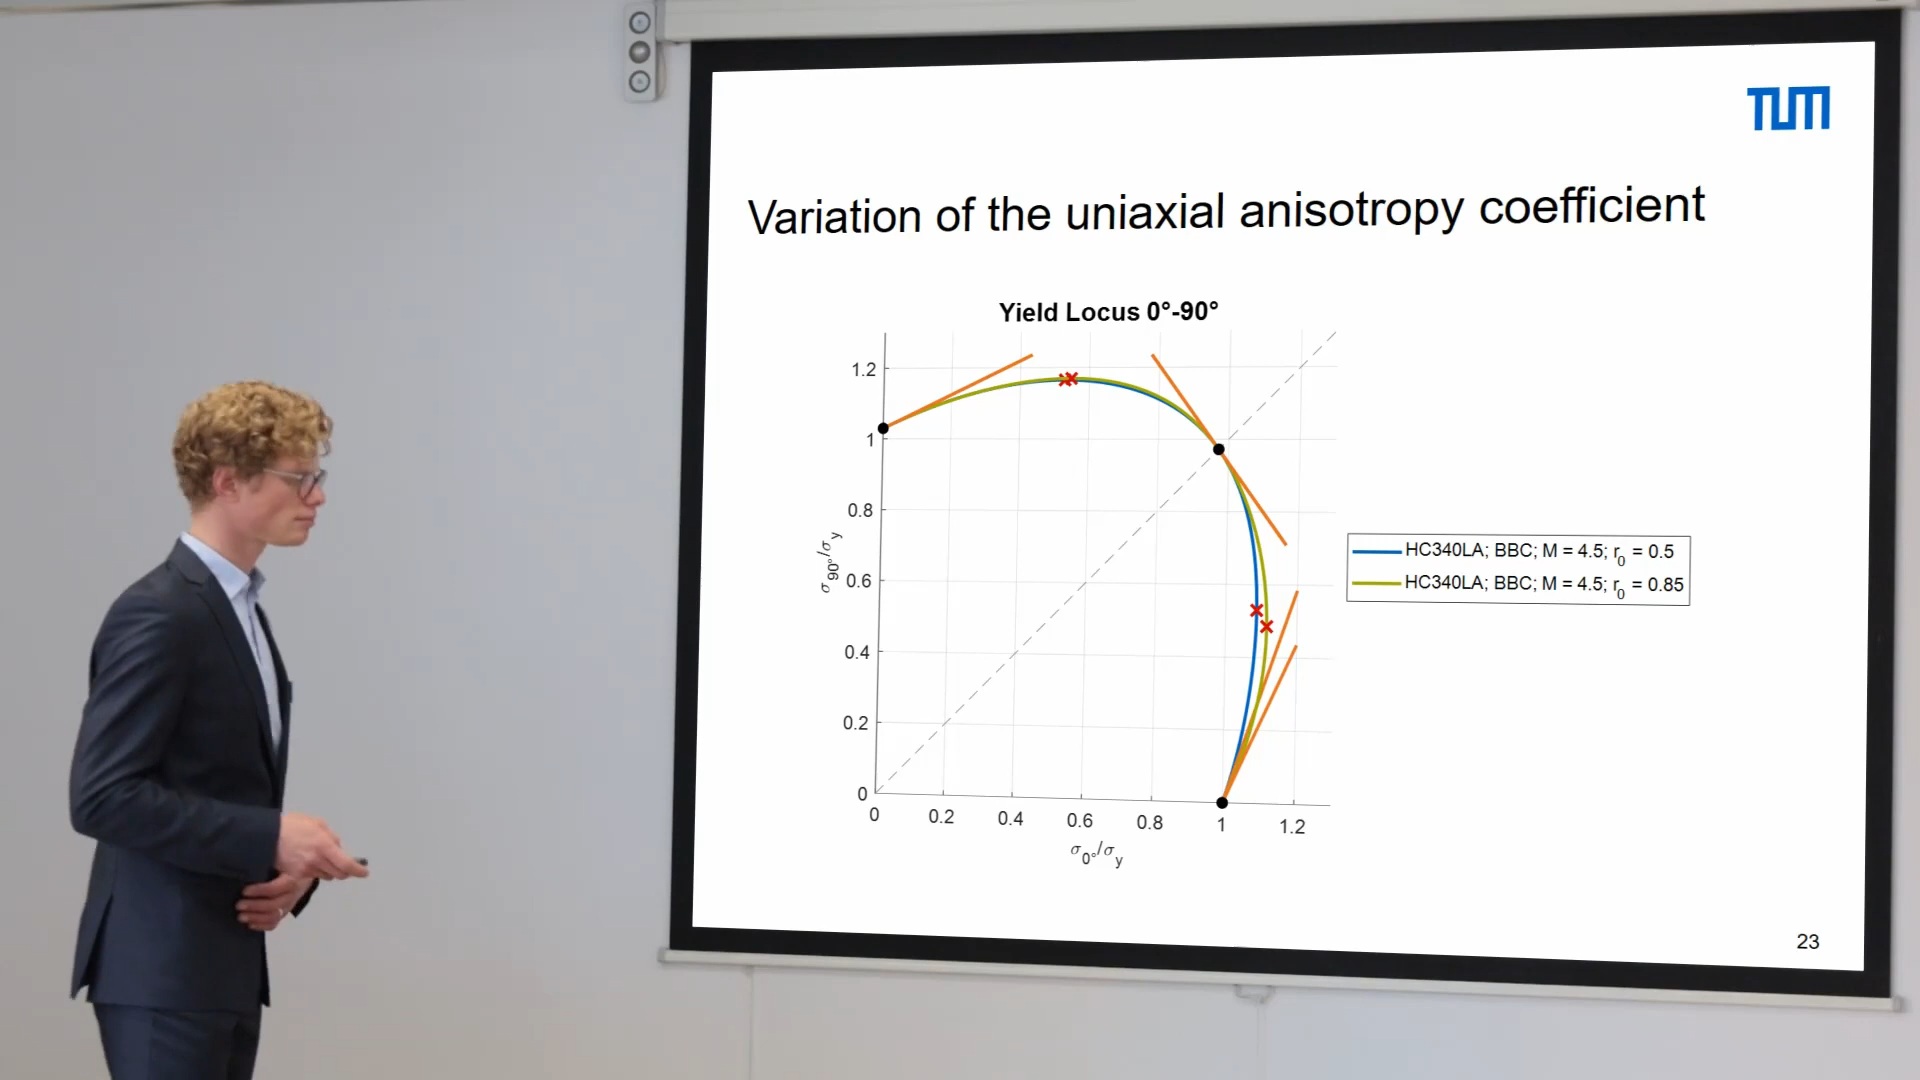 TUM
Variation of the uniaxial anisotropy coefficient
Yield Locus 0°-90°
1.2
1
0.8
0.6
0.4
0.2
0
σ90°/σy
0 0.2 0.4 0.6 0.8 1 1.2
σ0°/σy
HC340LA; BBC; M = 4.5; r0 = 0.5
HC340LA; BBC; M = 4.5; r0 = 0.85
23